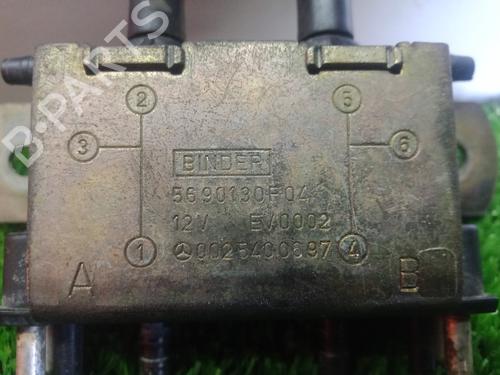 B-PARTS
2 5
3 6
BINDER
5690130F04
12V EV0002
1 0025400697 4
A B